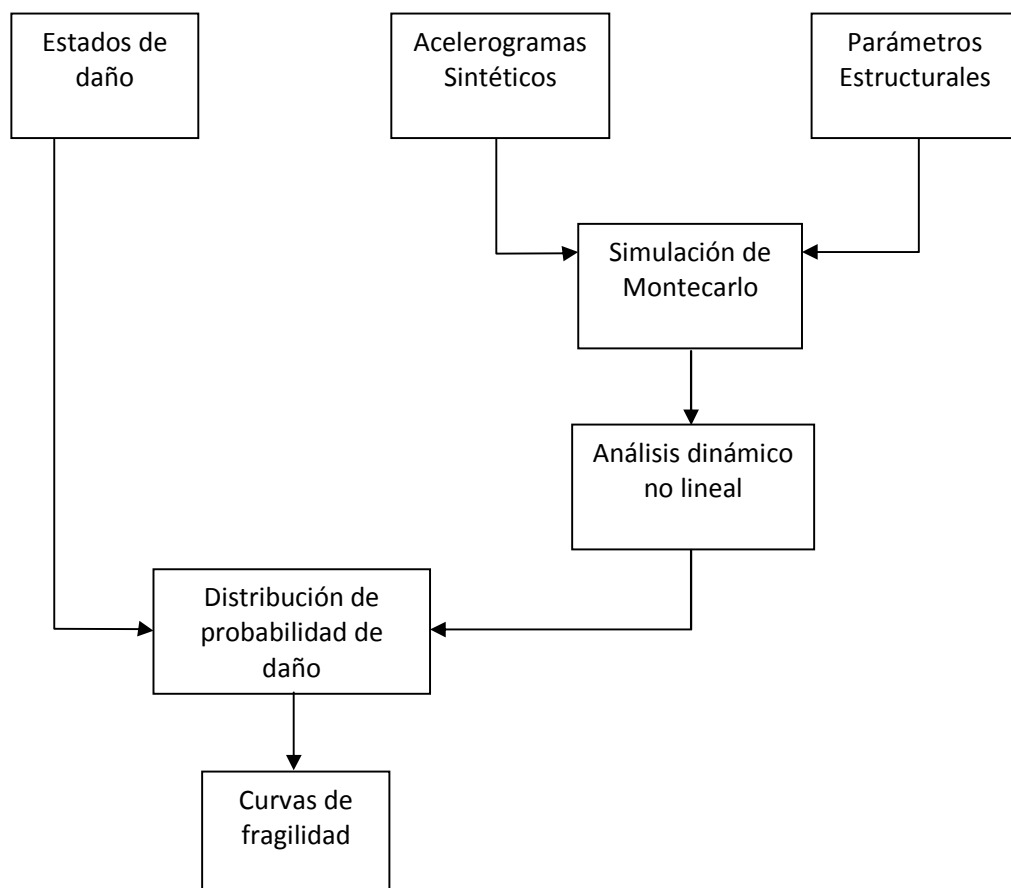 Estados de
daño
Acelerogramas
Sintéticos
Parámetros
Estructurales
Simulación de
Montecarlo
Análisis dinámico
no lineal
Distribución de
probabilidad de
daño
Curvas de
fragilidad